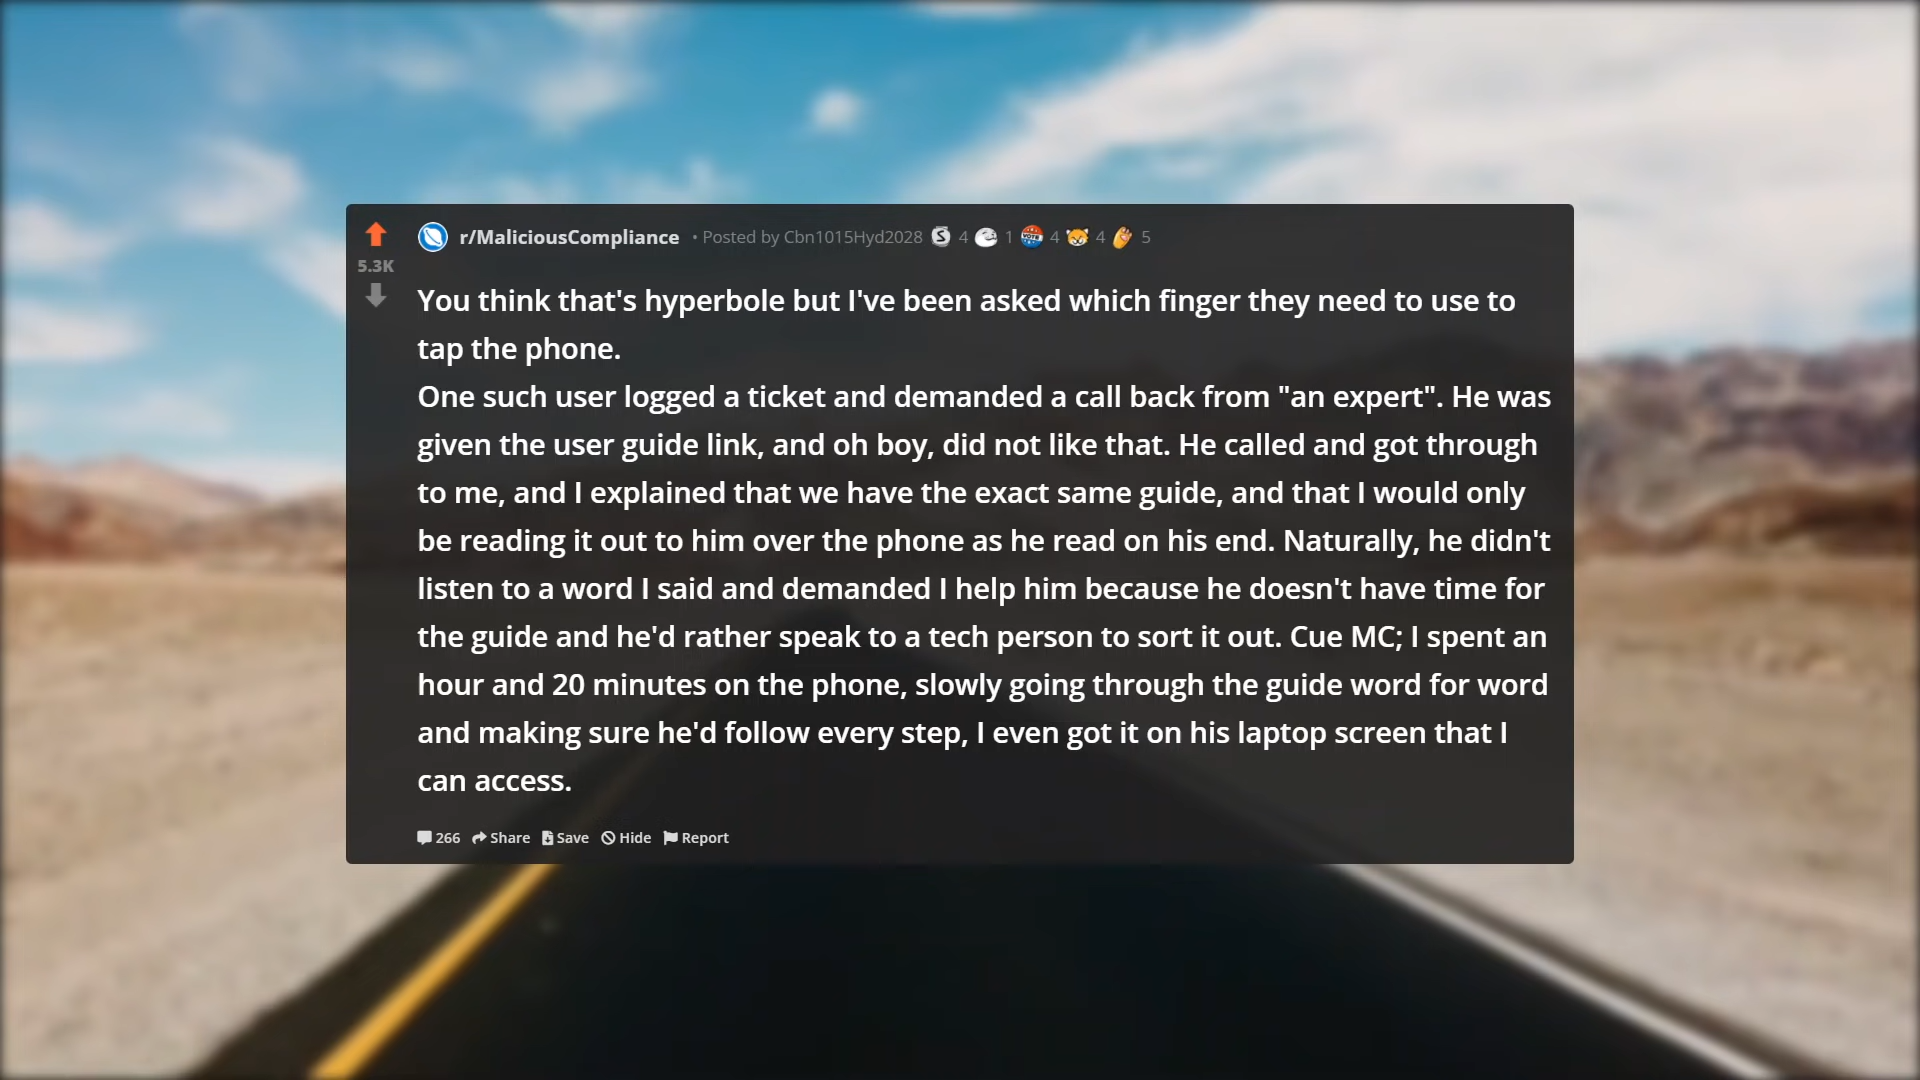 r/MaliciousCompliance • Posted by Cbn1015Hyd2028 4 1 VOTE 4 4 5
5.3K
You think that's hyperbole but I've been asked which finger they need to use to
tap the phone.
One such user logged a ticket and demanded a call back from "an expert". He was
given the user guide link, and oh boy, did not like that. He called and got through
to me, and I explained that we have the exact same guide, and that I would only
be reading it out to him over the phone as he read on his end. Naturally, he didn't
listen to a word I said and demanded I help him because he doesn't have time for
the guide and he'd rather speak to a tech person to sort it out. Cue MC; I spent an
hour and 20 minutes on the phone, slowly going through the guide word for word
and making sure he'd follow every step, I even got it on his laptop screen that I
can access.
266 Share Save Hide Report